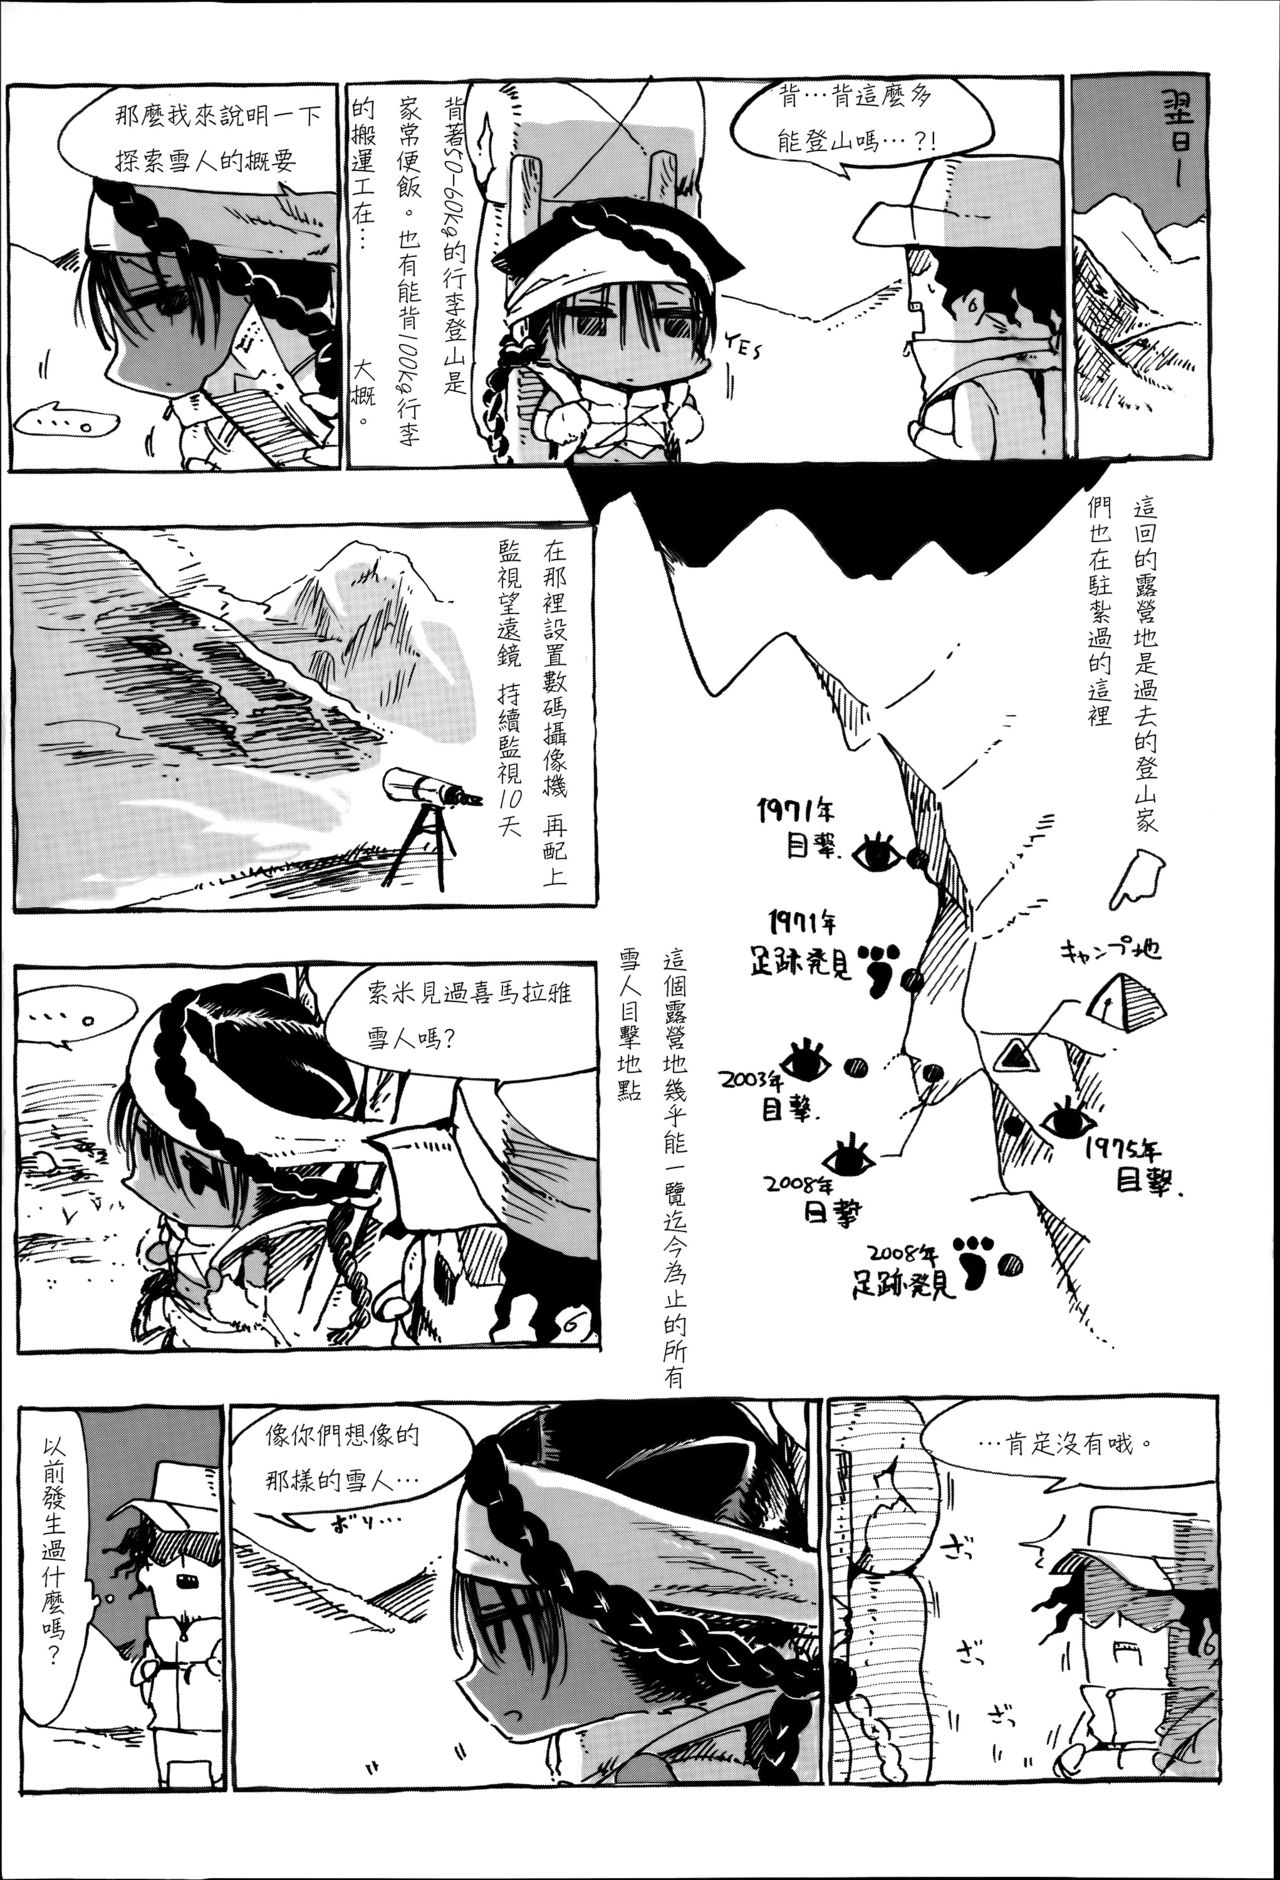 翌日ー
背…背這麼多
能登山嗎…?!
YES
背著50-60kg的行李登山是
家常便飯。也有能背100kg行李
的搬運工在…
大概。
那麼我來說明一下
探索雪人的概要
…。
這回的露營地是過去的登山家
們也在駐紮過的這裡
キャンプ地
1971年
目撃.
1971年
足跡発見
2003年
目撃.
1975年
目撃.
2008年
目撃
2008年
足跡発見
這個露營地幾乎能一覽迄今為止的所有
雪人目擊地點
在那裡設置數碼攝像機 再配上
監視望遠鏡 持續監視10天
索米見過喜馬拉雅
雪人嗎?
…。
…肯定沒有哦。
ざっ
ざっ
ざっ
像你們想像的
那樣的雪人…
ボソ…
以前發生過什麼嗎?